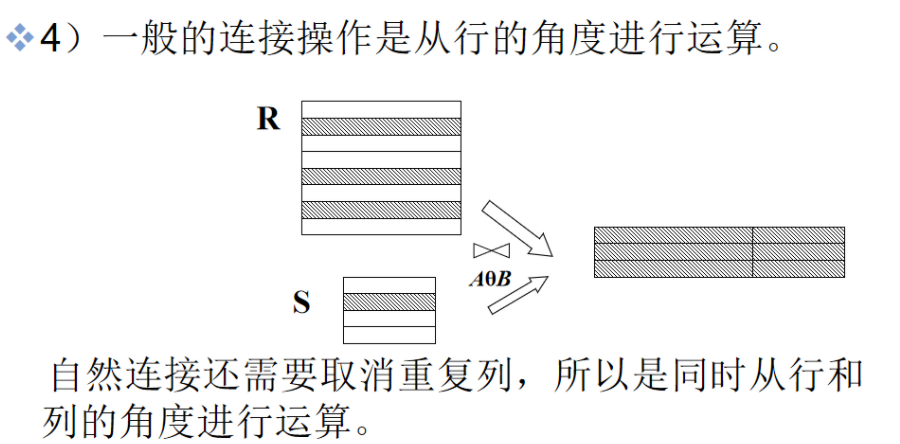 4）一般的连接操作是从行的角度进行运算。
R
AθB
S
自然连接还需要取消重复列，所以是同时从行和
列的角度进行运算。